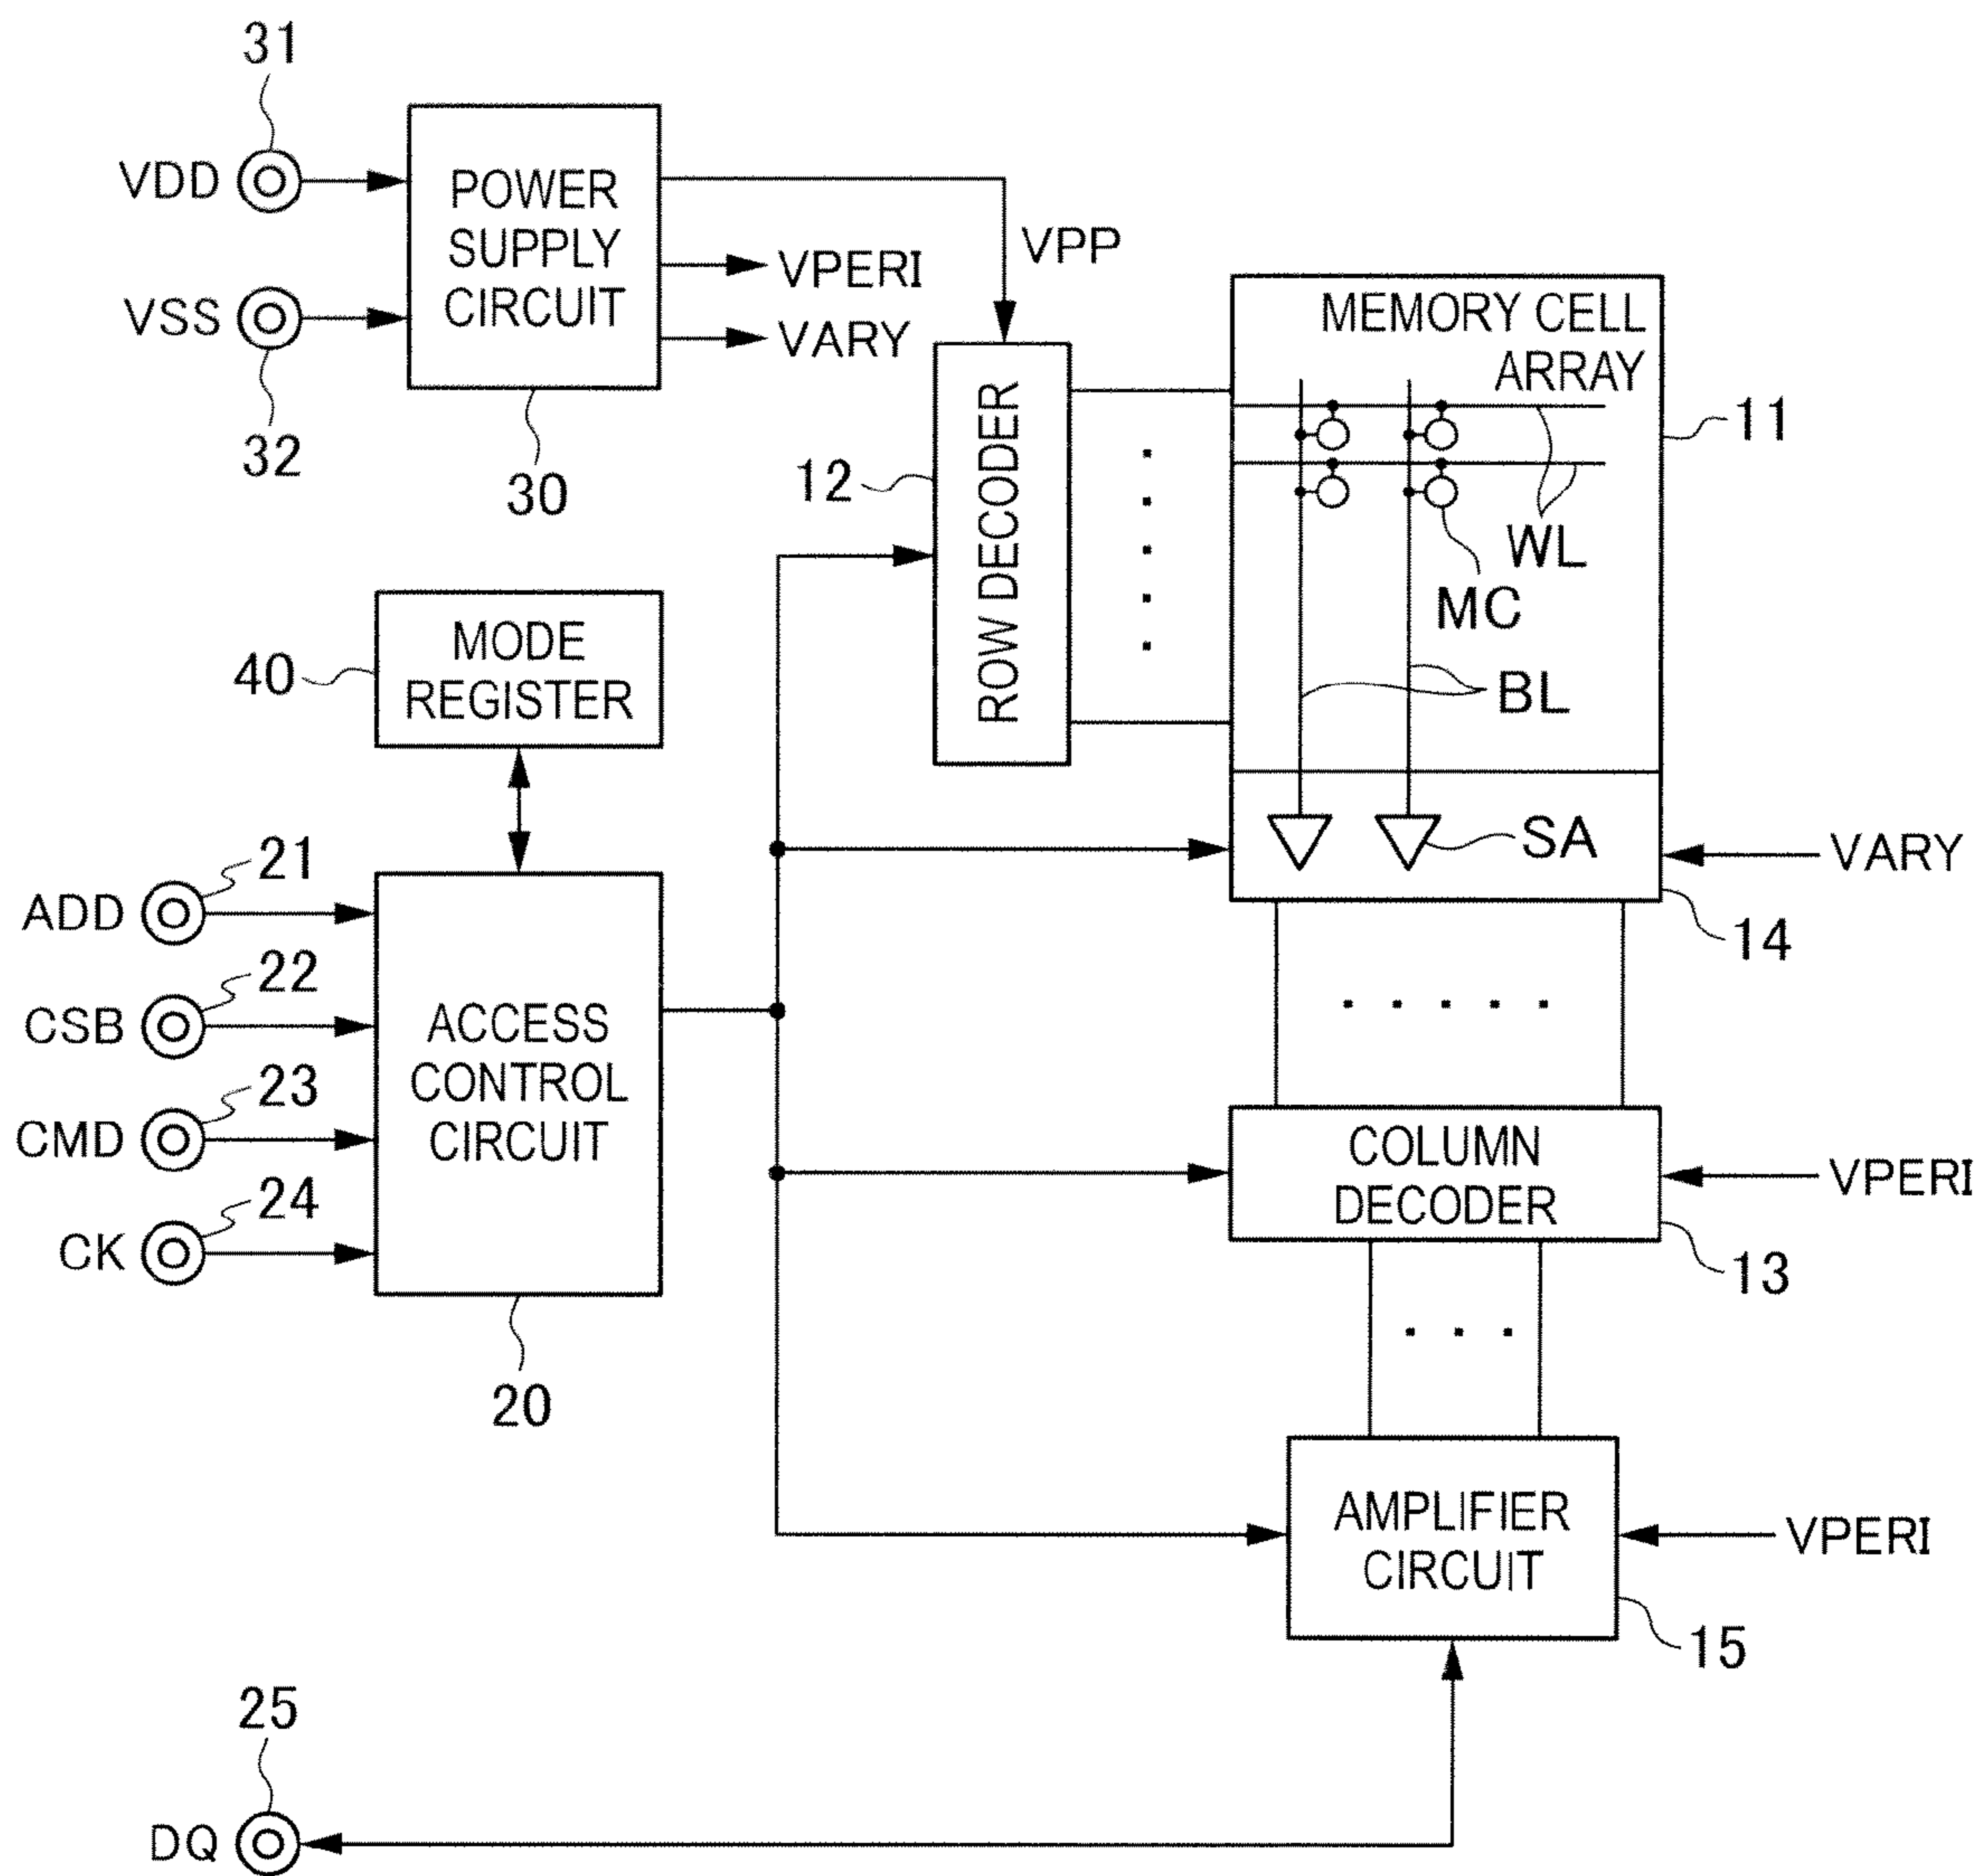 31
VDD
POWER
SUPPLY
CIRCUIT
VPP
VPERI
VARY
VSS
32
30
MEMORY CELL
ARRAY
11
12
ROW DECODER
WL
MC
BL
MODE
REGISTER
40
SA
VARY
14
21
ADD
22
CSB
23
CMD
24
CK
ACCESS
CONTROL
CIRCUIT
20
COLUMN
DECODER
VPERI
13
AMPLIFIER
CIRCUIT
VPERI
15
25
DQ